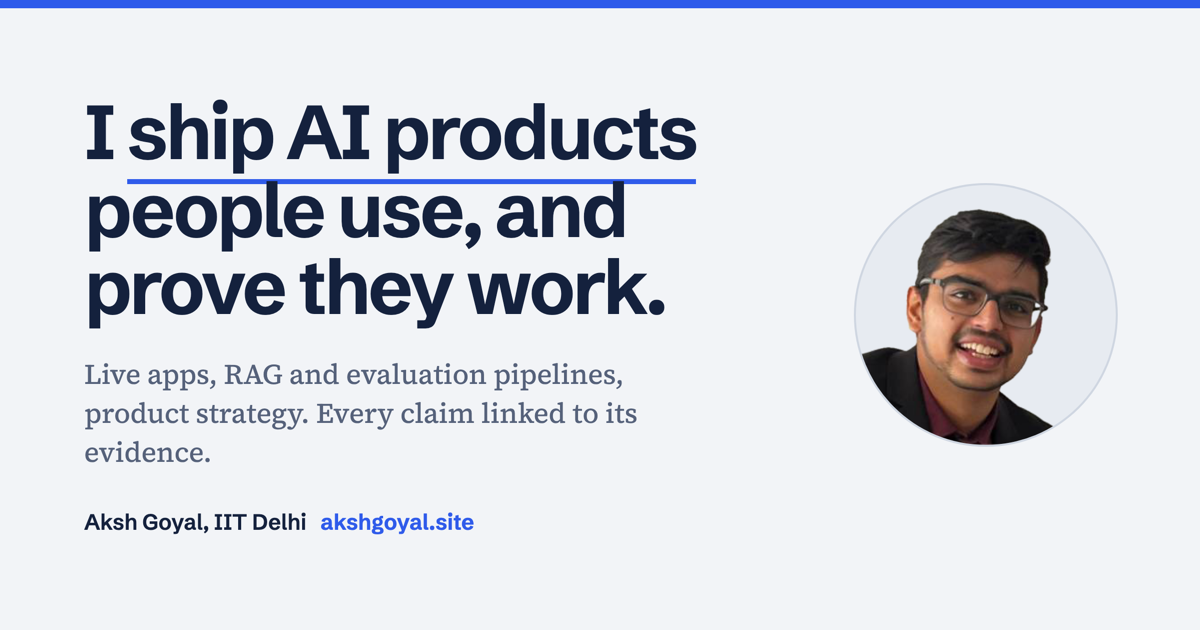 I ship AI products
people use, and
prove they work.
Live apps, RAG and evaluation pipelines,
product strategy. Every claim linked to its
evidence.
Aksh Goyal, IIT Delhi akshgoyal.site